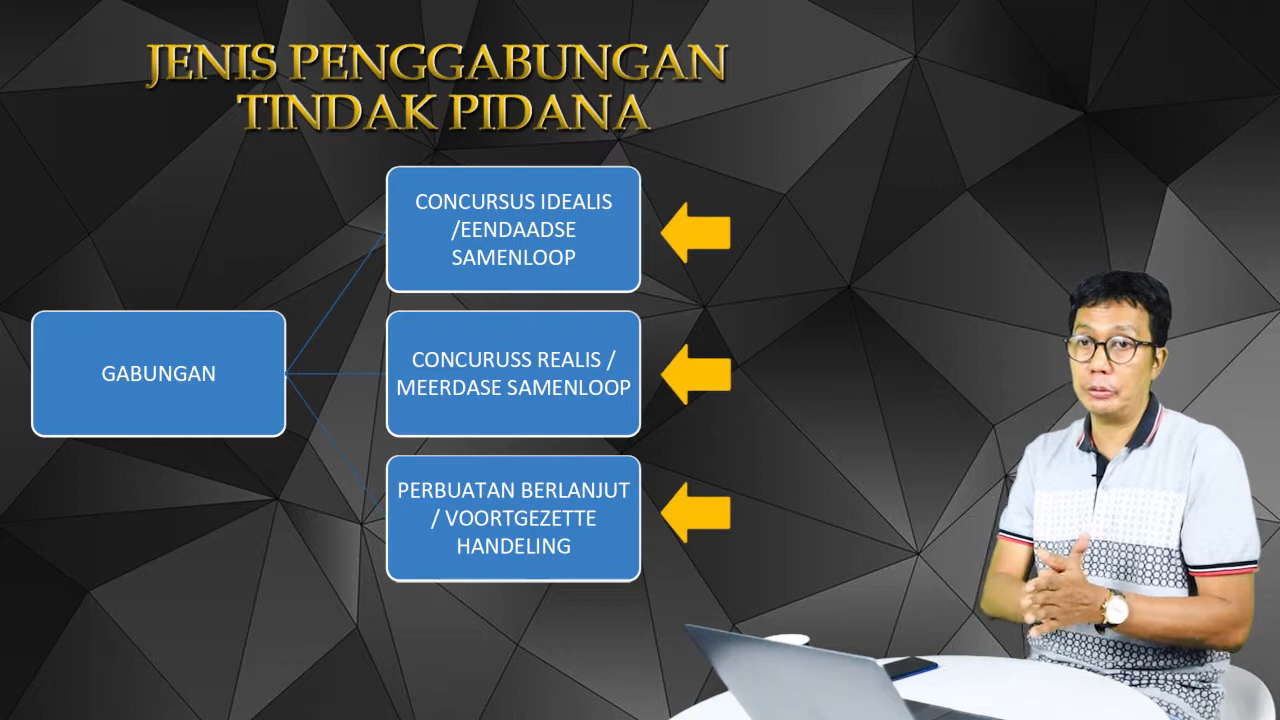 JENIS PENGGABUNGAN
TINDAK PIDANA
CONCURSUS IDEALIS
/EENDAADSE
SAMENLOOP
GABUNGAN
CONCURUSS REALIS /
MEERDASE SAMENLOOP
PERBUATAN BERLANJUT
/ VOORTGEZETTE
HANDELING